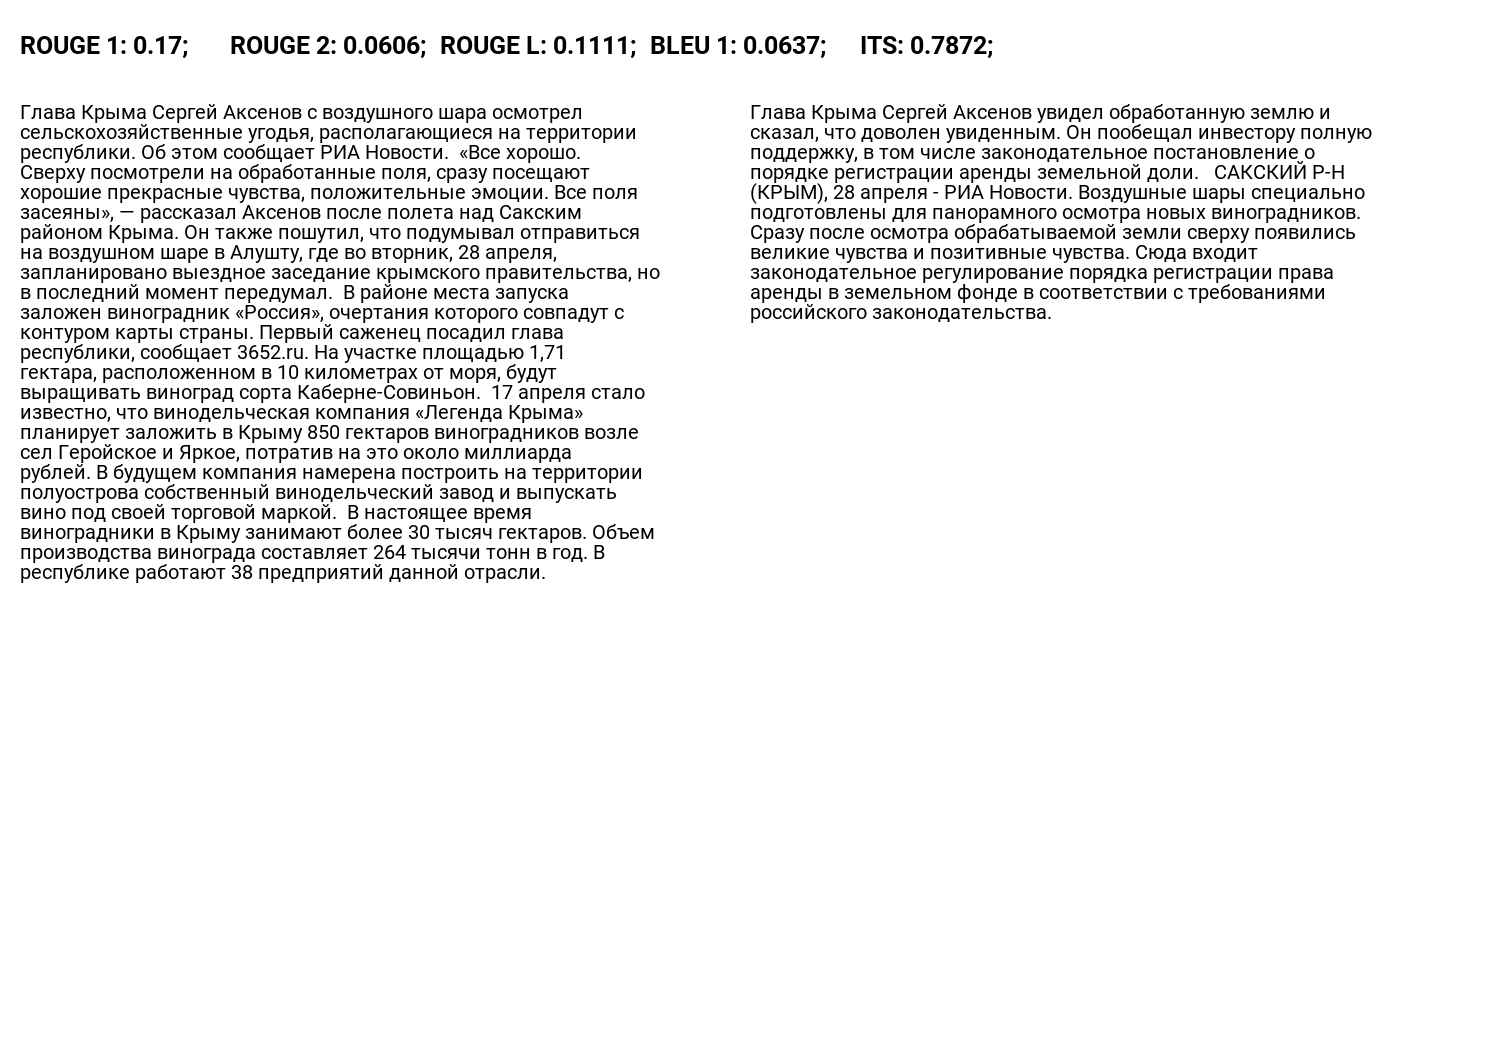 ROUGE 1: 0.17; ROUGE 2: 0.0606; ROUGE L: 0.1111; BLEU 1: 0.0637; ITS: 0.7872;
Глава Крыма Сергей Аксенов с воздушного шара осмотрел
сельскохозяйственные угодья, располагающиеся на территории
республики. Об этом сообщает РИА Новости. «Все хорошо.
Сверху посмотрели на обработанные поля, сразу посещают
хорошие прекрасные чувства, положительные эмоции. Все поля
засеяны», — рассказал Аксенов после полета над Сакским
районом Крыма. Он также пошутил, что подумывал отправиться
на воздушном шаре в Алушту, где во вторник, 28 апреля,
запланировано выездное заседание крымского правительства, но
в последний момент передумал. В районе места запуска
заложен виноградник «Россия», очертания которого совпадут с
контуром карты страны. Первый саженец посадил глава
республики, сообщает 3652.ru. На участке площадью 1,71
гектара, расположенном в 10 километрах от моря, будут
выращивать виноград сорта Каберне-Совиньон. 17 апреля стало
известно, что винодельческая компания «Легенда Крыма»
планирует заложить в Крыму 850 гектаров виноградников возле
сел Геройское и Яркое, потратив на это около миллиарда
рублей. В будущем компания намерена построить на территории
полуострова собственный винодельческий завод и выпускать
вино под своей торговой маркой. В настоящее время
виноградники в Крыму занимают более 30 тысяч гектаров. Объем
производства винограда составляет 264 тысячи тонн в год. В
республике работают 38 предприятий данной отрасли.
Глава Крыма Сергей Аксенов увидел обработанную землю и
сказал, что доволен увиденным. Он пообещал инвестору полную
поддержку, в том числе законодательное постановление о
порядке регистрации аренды земельной доли. САКСКИЙ Р-Н
(КРЫМ), 28 апреля - РИА Новости. Воздушные шары специально
подготовлены для панорамного осмотра новых виноградников.
Сразу после осмотра обрабатываемой земли сверху появились
великие чувства и позитивные чувства. Сюда входит
законодательное регулирование порядка регистрации права
аренды в земельном фонде в соответствии с требованиями
российского законодательства.